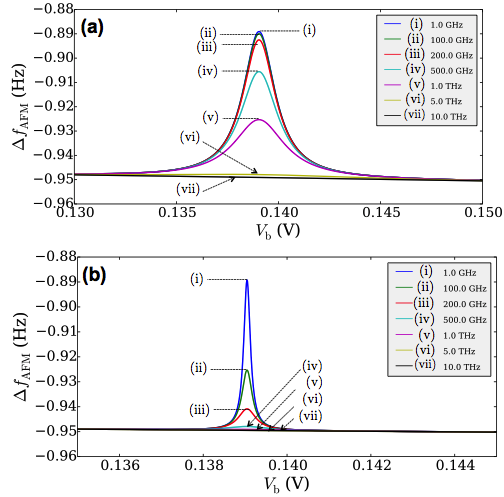 (a)
−0.88
−0.89
−0.90
−0.91
−0.92
−0.93
−0.94
−0.95
−0.96
Δf_AFM (Hz)
0.130 0.135 0.140 0.145 0.150
V_b (V)
(i)
(ii)
(iii)
(iv)
(v)
(vi)
(vii)
(i) 1.0 GHz
(ii) 100.0 GHz
(iii) 200.0 GHz
(iv) 500.0 GHz
(v) 1.0 THz
(vi) 5.0 THz
(vii) 10.0 THz
(b)
−0.88
−0.89
−0.90
−0.91
−0.92
−0.93
−0.94
−0.95
−0.96
Δf_AFM (Hz)
0.136 0.138 0.140 0.142 0.144
V_b (V)
(i)
(ii)
(iii)
(iv)
(v)
(vi)
(vii)
(i) 1.0 GHz
(ii) 100.0 GHz
(iii) 200.0 GHz
(iv) 500.0 GHz
(v) 1.0 THz
(vi) 5.0 THz
(vii) 10.0 THz